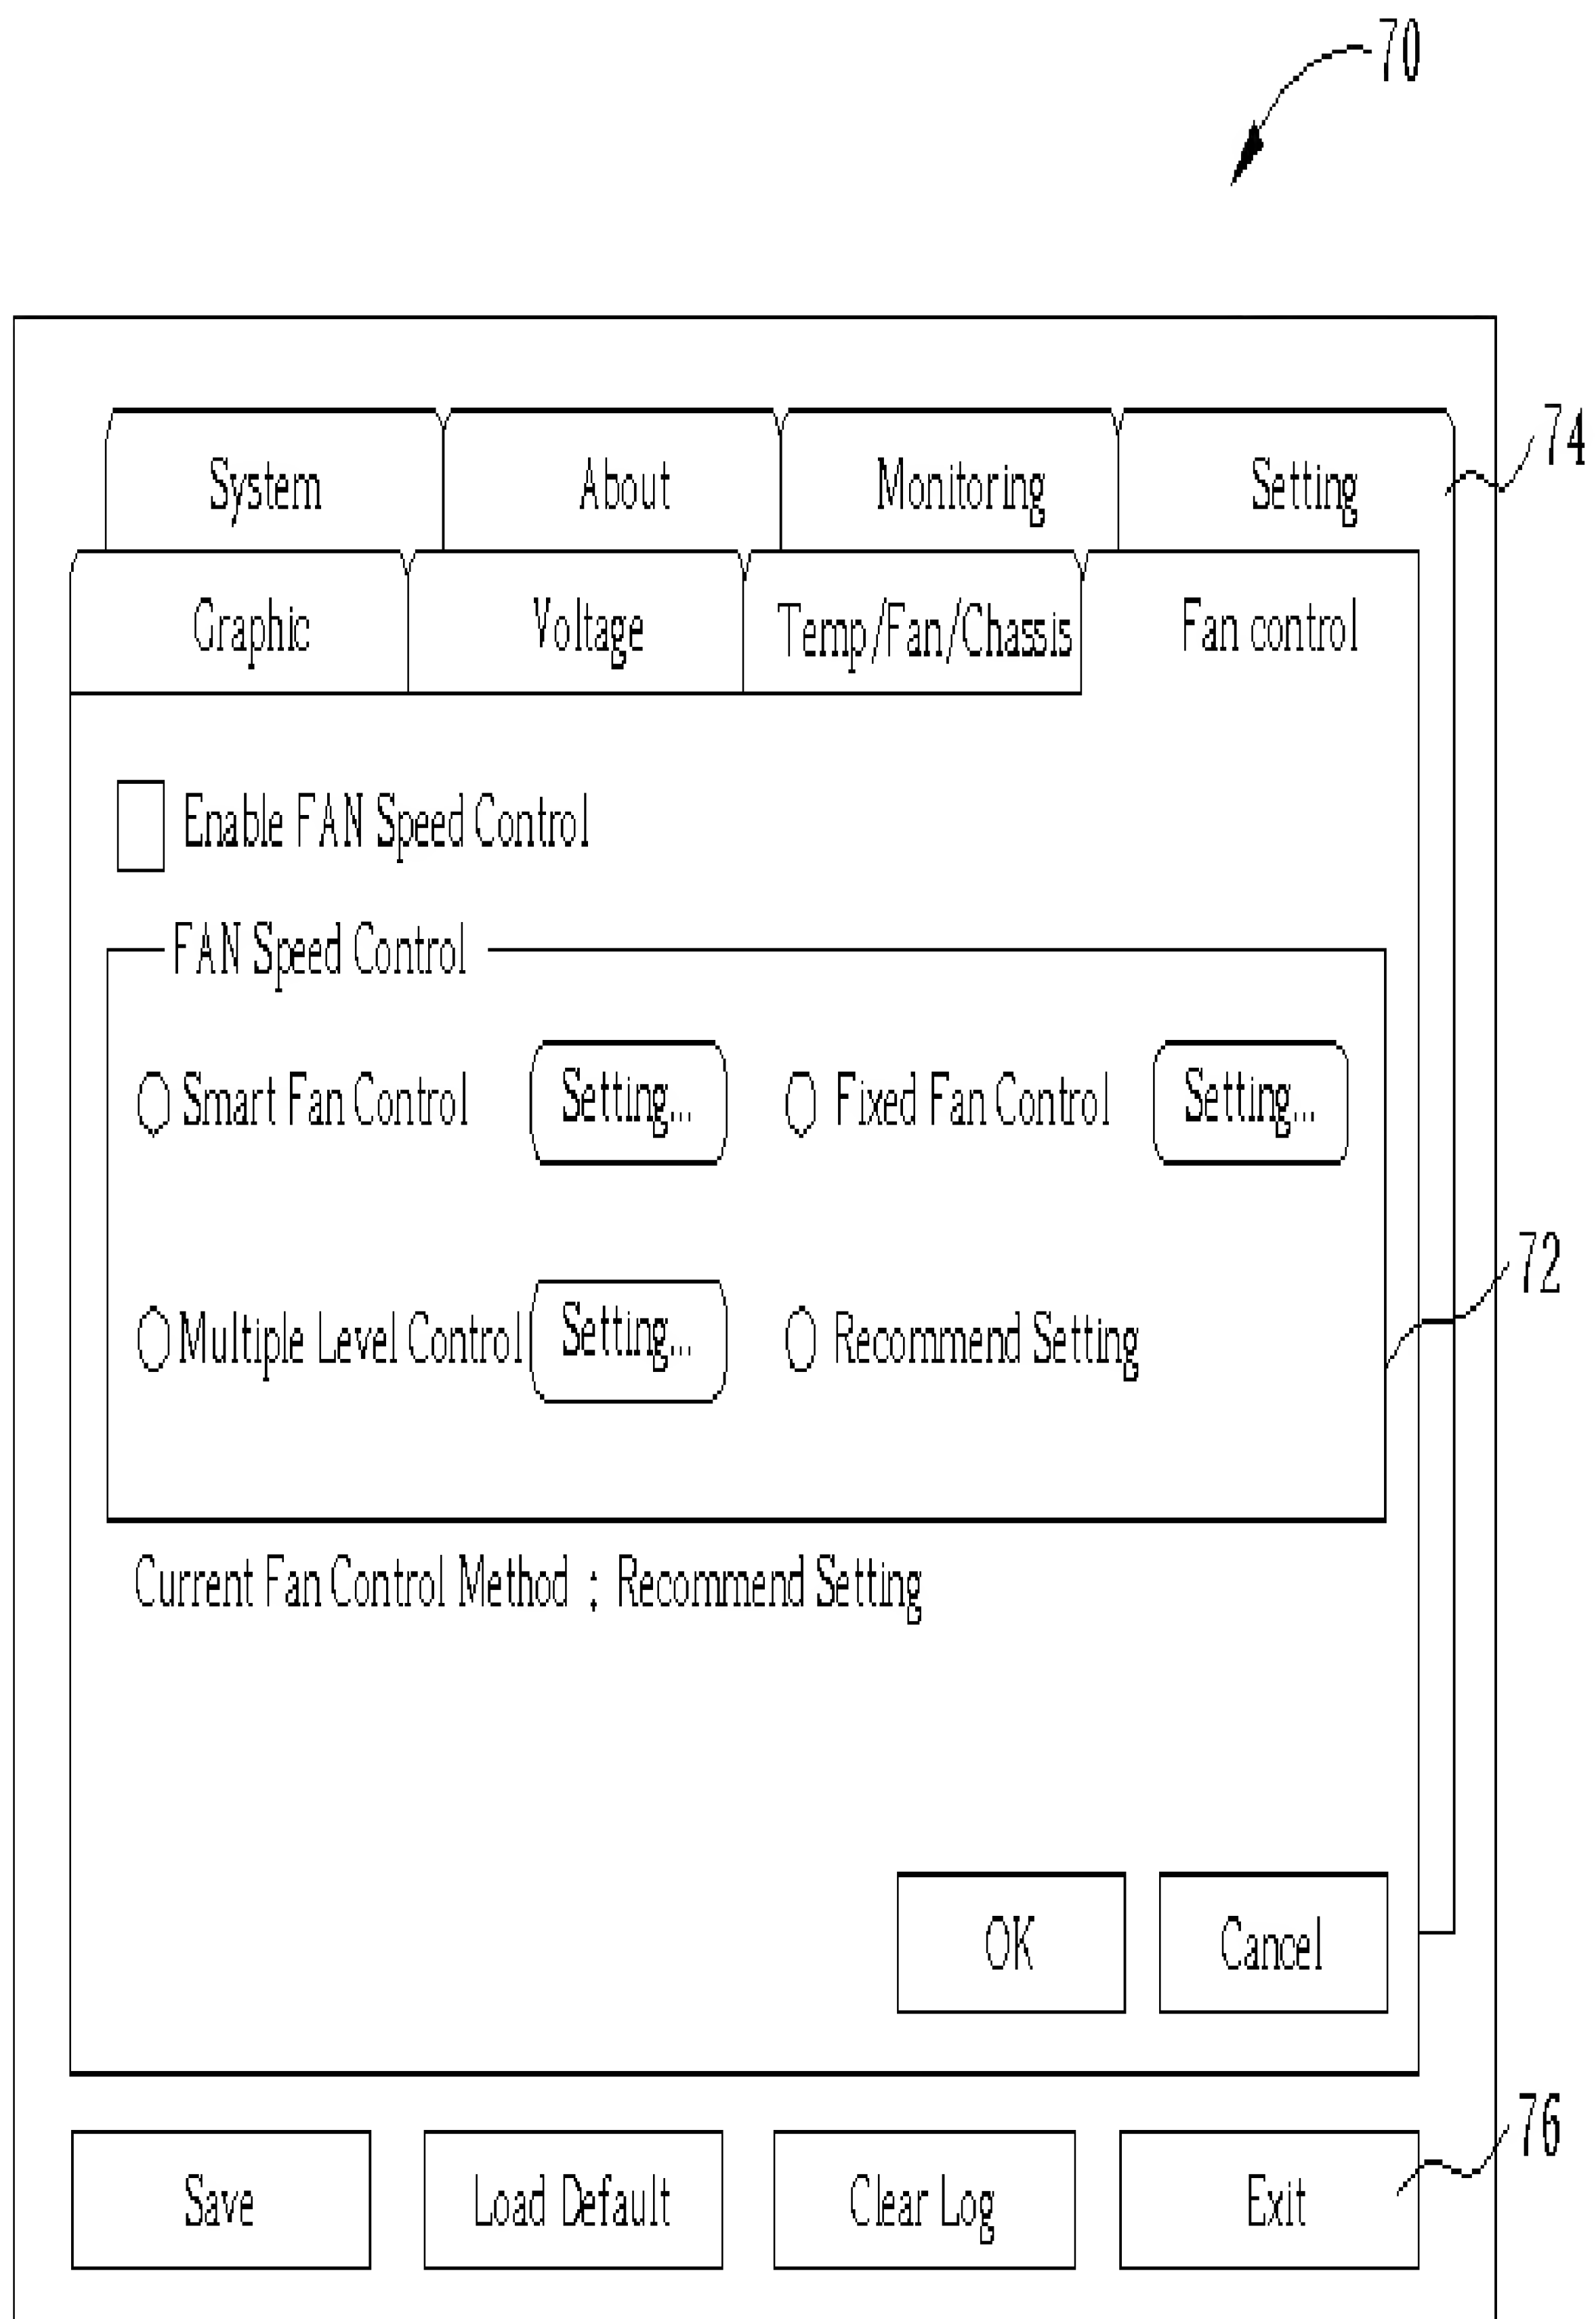 70
System About Monitoring Setting 74
Graphic Voltage Temp/Fan/Chassis Fan control
Enable FAN Speed Control
FAN Speed Control
Smart Fan Control Setting... Fixed Fan Control Setting...
72
Multiple Level Control Setting... Recommend Setting
Current Fan Control Method : Recommend Setting
OK Cancel
76
Save Load Default Clear Log Exit